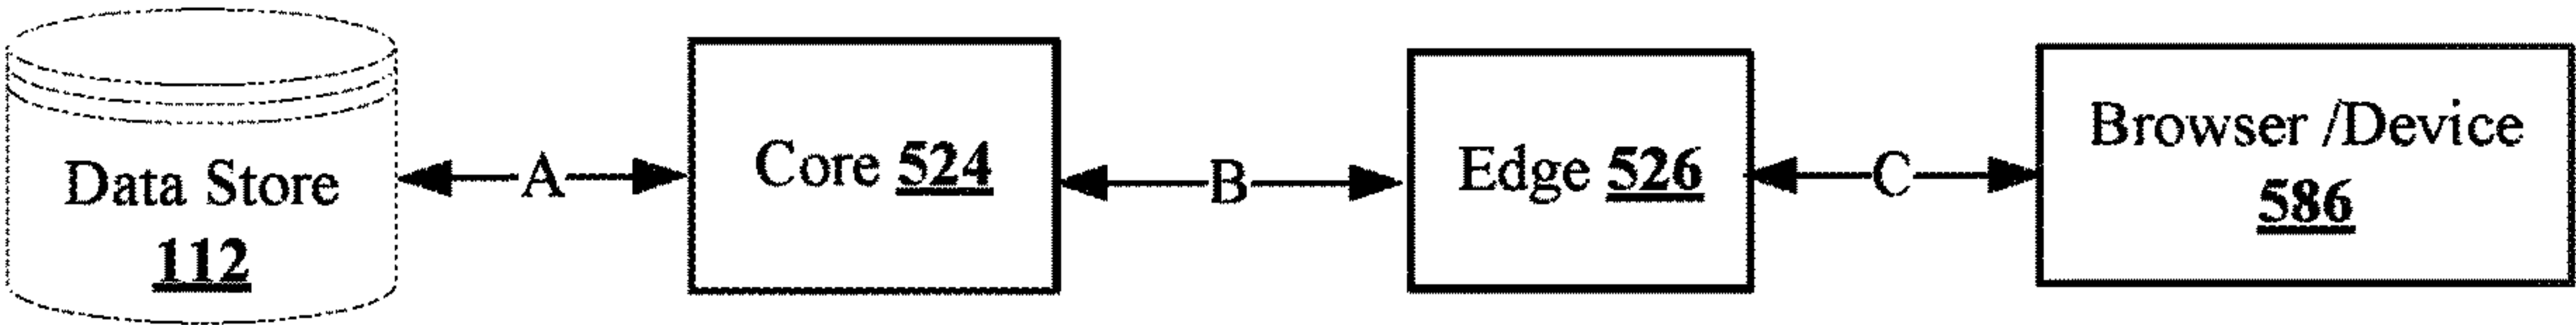 Data Store
112
A
Core 524
B
Edge 526
C
Browser /Device
586